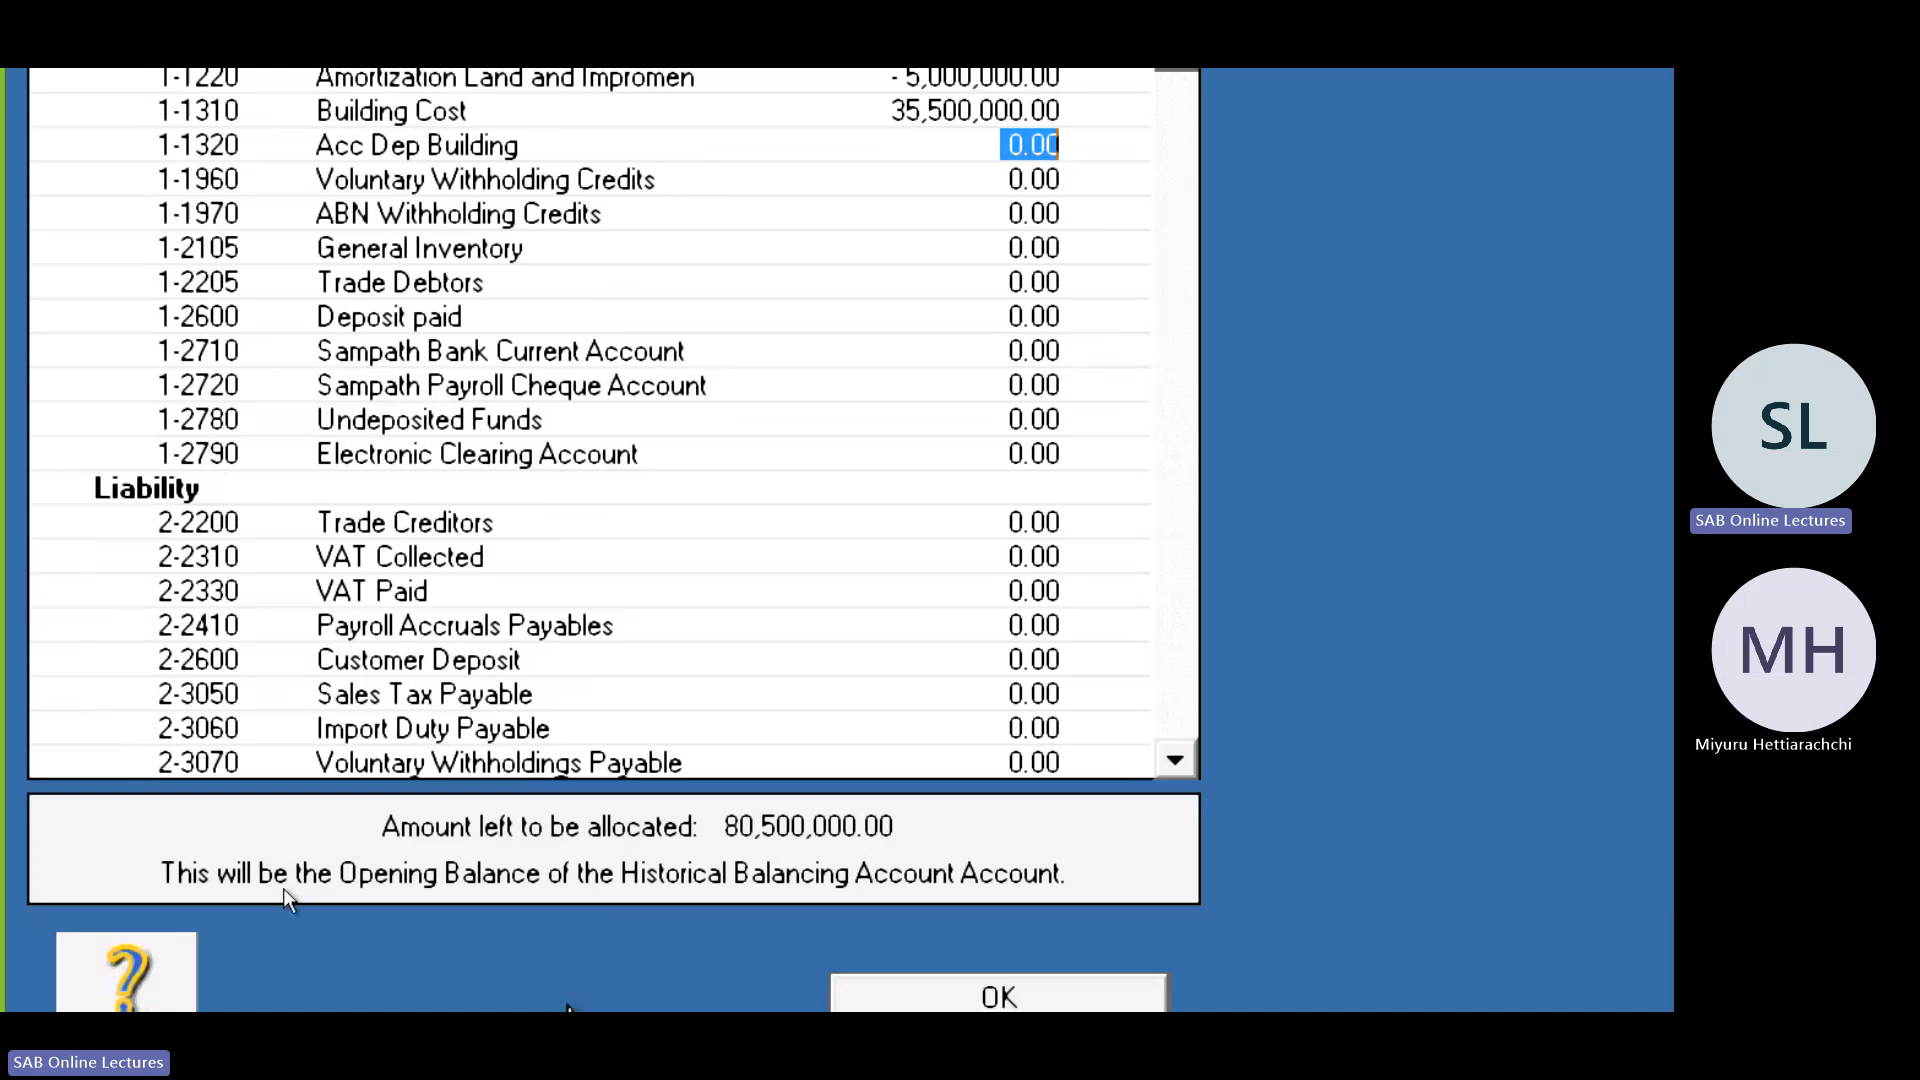 1-1220 Amortization Land and Impromen - 5,000,000.00
1-1310 Building Cost 35,500,000.00
1-1320 Acc Dep Building 0.00
1-1960 Voluntary Withholding Credits 0.00
1-1970 ABN Withholding Credits 0.00
1-2105 General Inventory 0.00
1-2205 Trade Debtors 0.00
1-2600 Deposit paid 0.00
1-2710 Sampath Bank Current Account 0.00
1-2720 Sampath Payroll Cheque Account 0.00
1-2780 Undeposited Funds 0.00
1-2790 Electronic Clearing Account 0.00
Liability
2-2200 Trade Creditors 0.00
2-2310 VAT Collected 0.00
2-2330 VAT Paid 0.00
2-2410 Payroll Accruals Payables 0.00
2-2600 Customer Deposit 0.00
2-3050 Sales Tax Payable 0.00
2-3060 Import Duty Payable 0.00
2-3070 Voluntary Withholdings Payable 0.00
Amount left to be allocated: 80,500,000.00
This will be the Opening Balance of the Historical Balancing Account Account.
?
OK
SL
SAB Online Lectures
MH
Miyuru Hettiarachchi
SAB Online Lectures